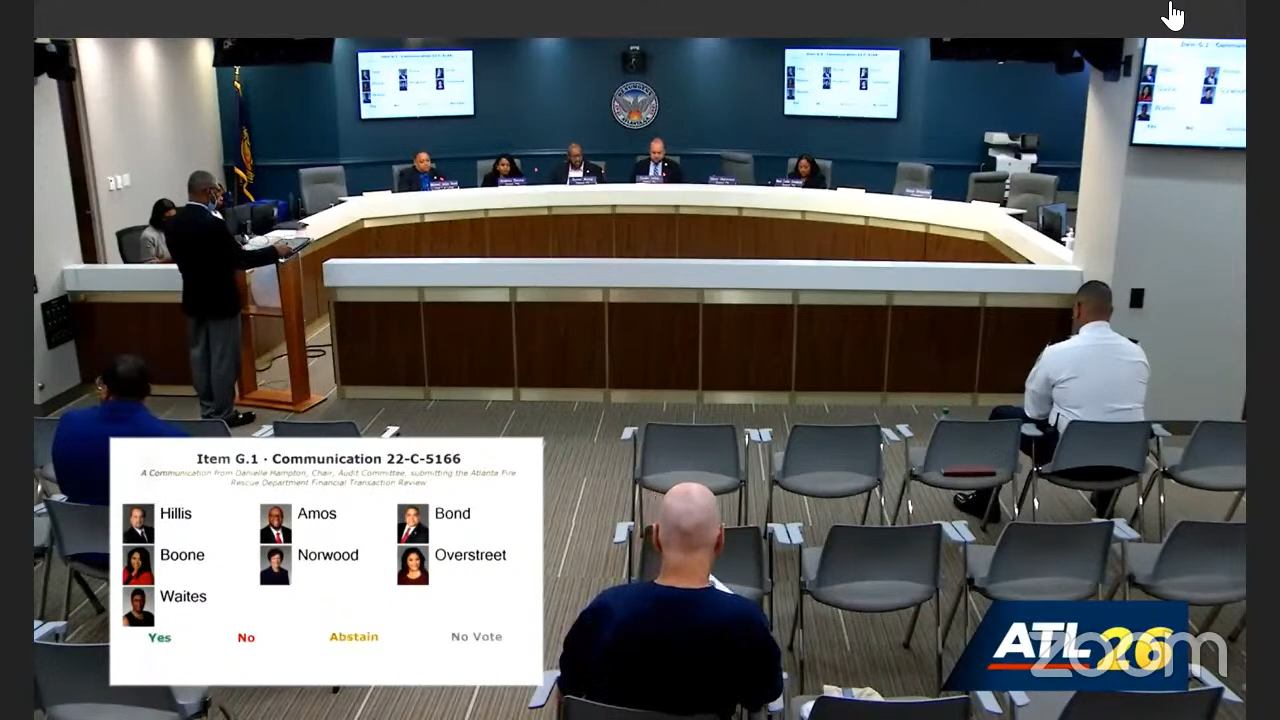 Item G.1 · Communication 22-C-5166
A Communication from Danielle Hampton, Chair, Audit Committee, submitting the Atlanta Fire
Rescue Department Financial Transaction Review
Hillis
Amos
Bond
Boone
Norwood
Overstreet
Waites
Yes
No
Abstain
No Vote
ATL 26
zoom